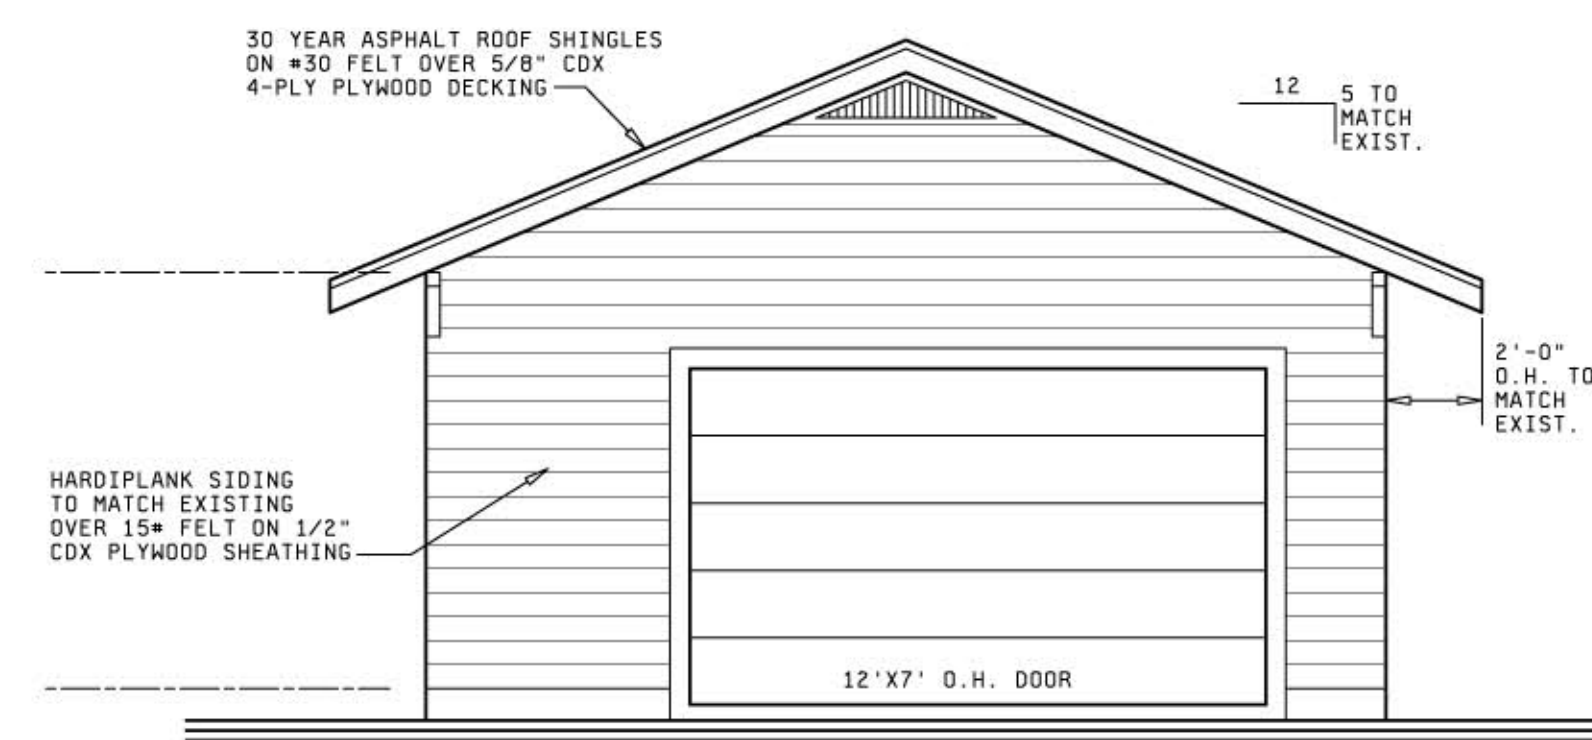 30 YEAR ASPHALT ROOF SHINGLES
ON #30 FELT OVER 5/8" CDX
4-PLY PLYWOOD DECKING
12
5 TO
MATCH
EXIST.
2'-0"
O.H. TO
MATCH
EXIST.
HARDIPLANK SIDING
TO MATCH EXISTING
OVER 15# FELT ON 1/2"
CDX PLYWOOD SHEATHING
12'X7' O.H. DOOR